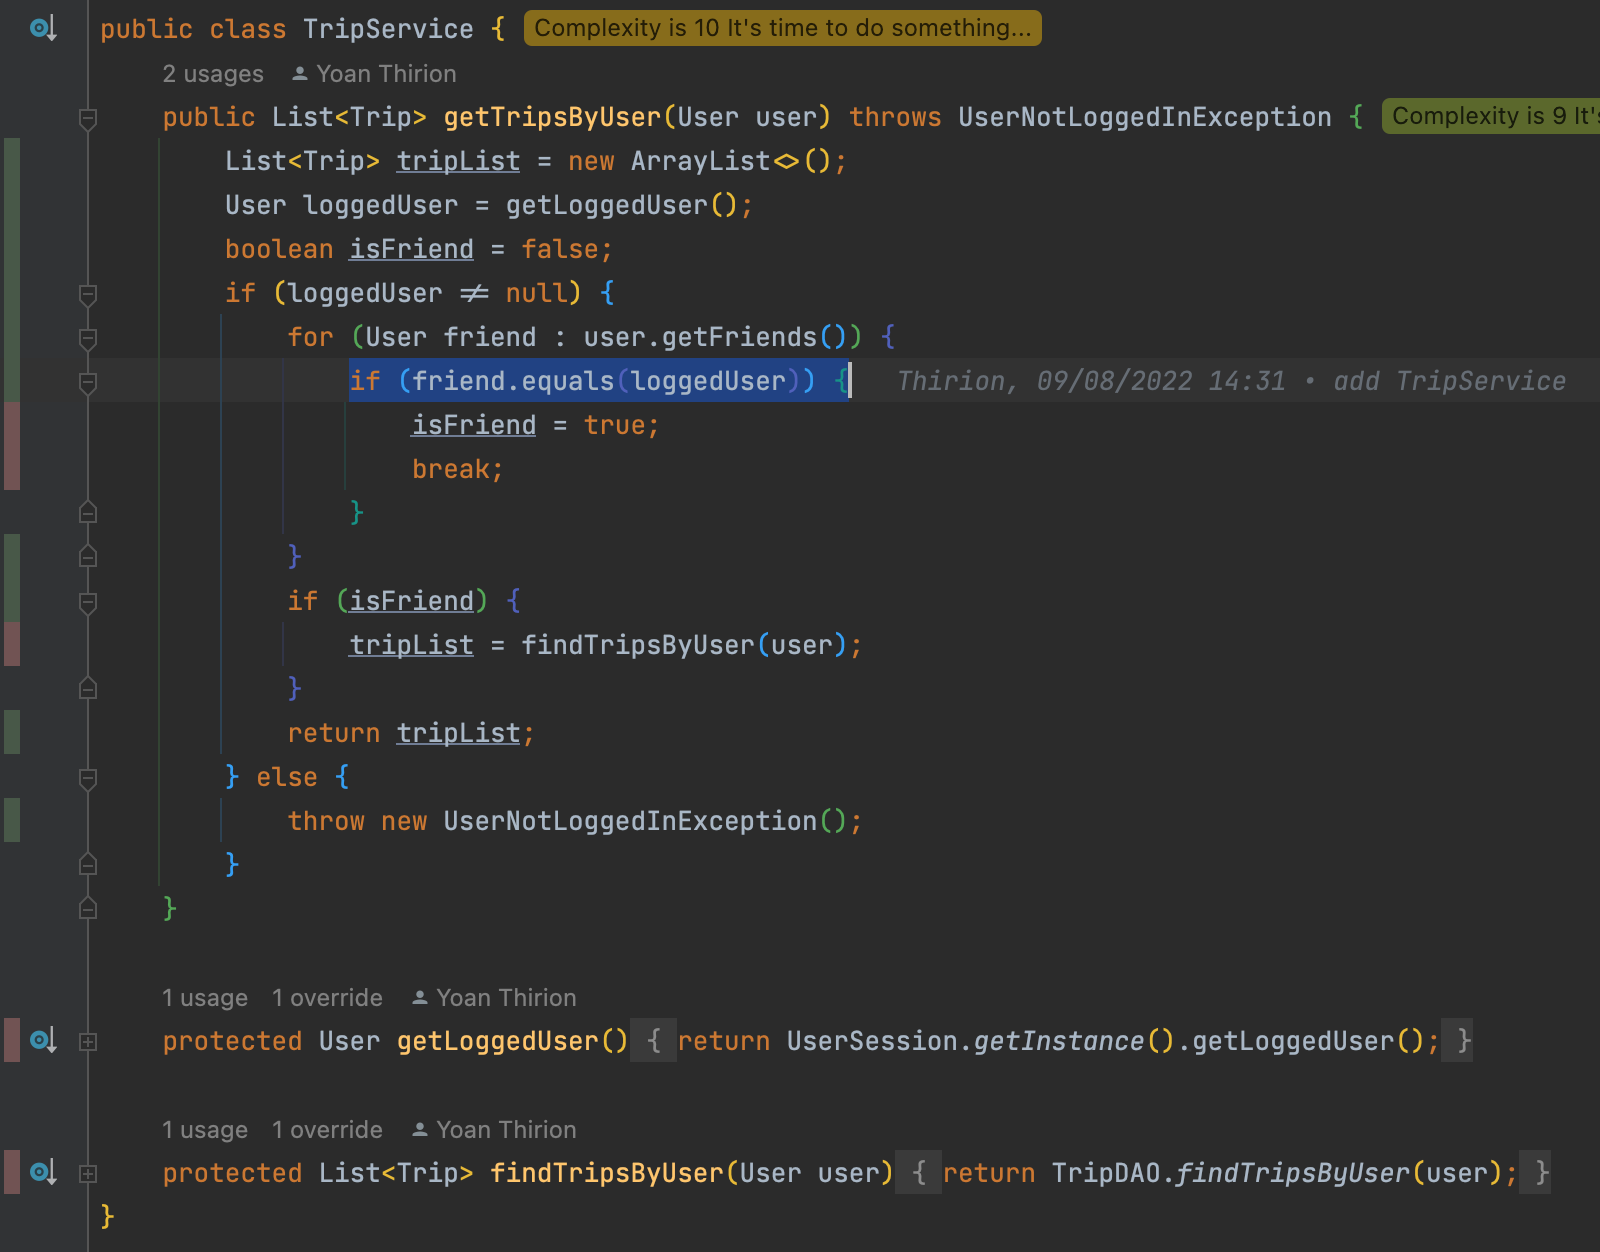 public class TripService { Complexity is 10 It's time to do something...
2 usages Yoan Thirion
public List<Trip> getTripsByUser(User user) throws UserNotLoggedInException { Complexity is 9 It's
List<Trip> tripList = new ArrayList<>();
User loggedUser = getLoggedUser();
boolean isFriend = false;
if (loggedUser != null) {
for (User friend : user.getFriends()) {
if (friend.equals(loggedUser)) { Thirion, 09/08/2022 14:31 • add TripService
isFriend = true;
break;
}
}
if (isFriend) {
tripList = findTripsByUser(user);
}
return tripList;
} else {
throw new UserNotLoggedInException();
}
}
1 usage 1 override Yoan Thirion
protected User getLoggedUser() { return UserSession.getInstance().getLoggedUser(); }
1 usage 1 override Yoan Thirion
protected List<Trip> findTripsByUser(User user) { return TripDAO.findTripsByUser(user); }
}